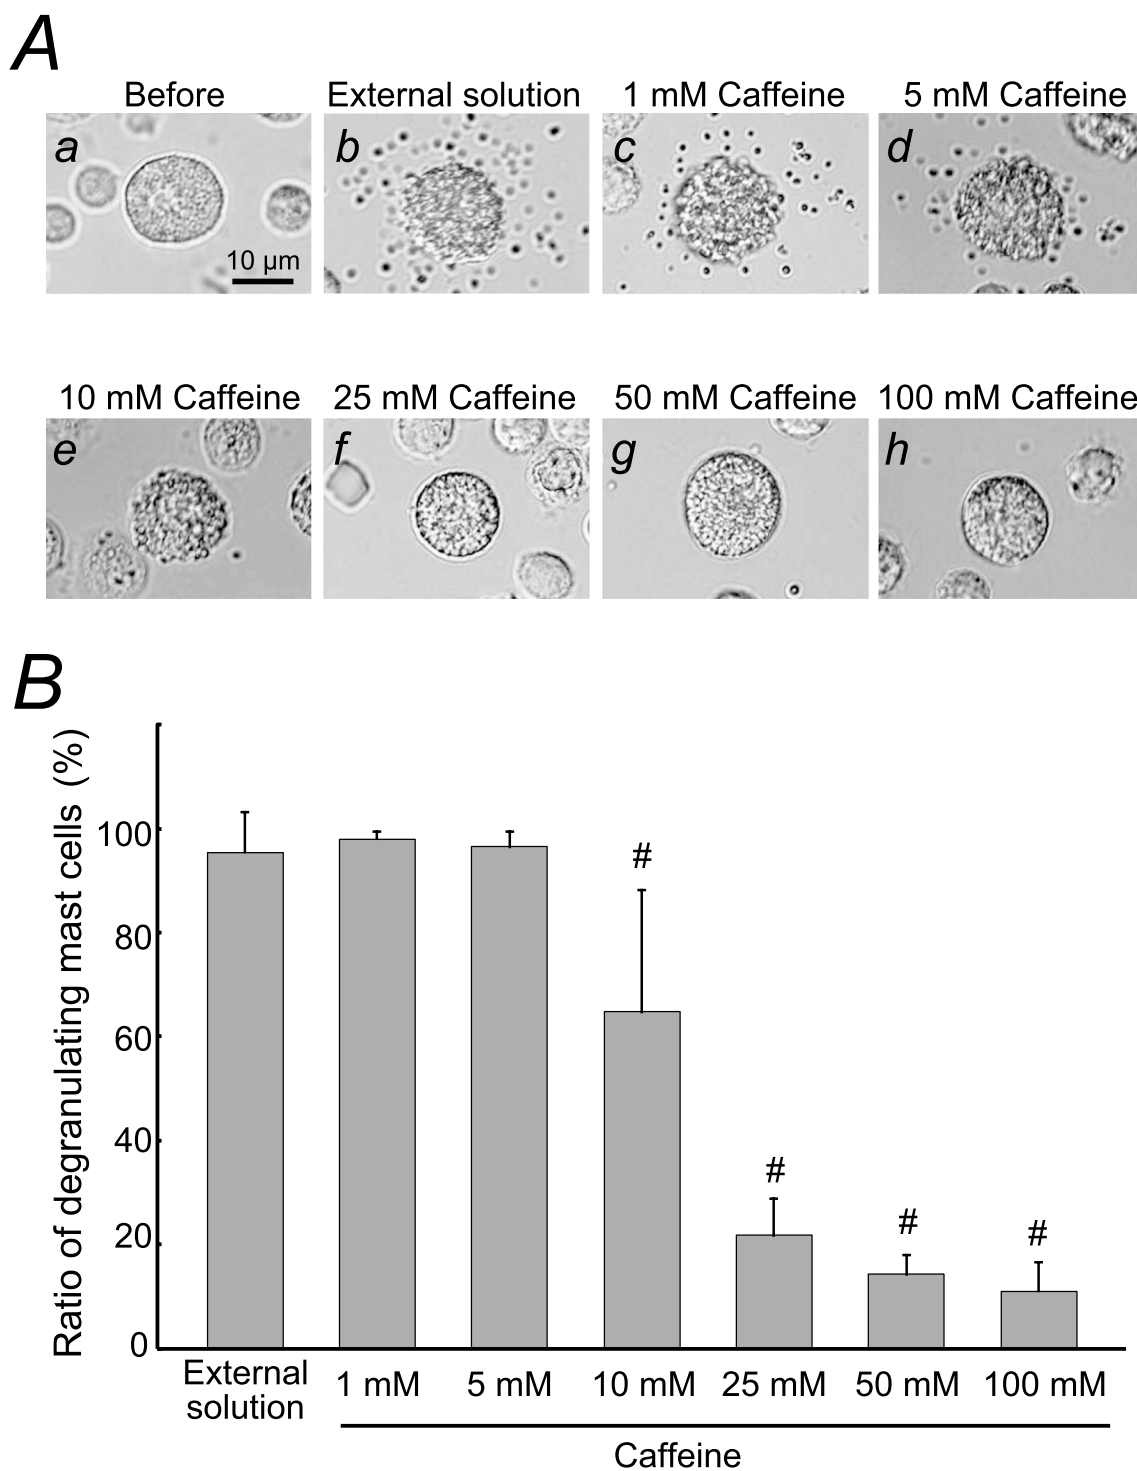 A
Before
External solution
1 mM Caffeine
5 mM Caffeine
a
b
c
d
10 µm
10 mM Caffeine
25 mM Caffeine
50 mM Caffeine
100 mM Caffeine
e
f
g
h
B
Ratio of degranulating mast cells (%)
100
80
60
40
20
0
#
#
#
#
External solution
1 mM
5 mM
10 mM
25 mM
50 mM
100 mM
Caffeine